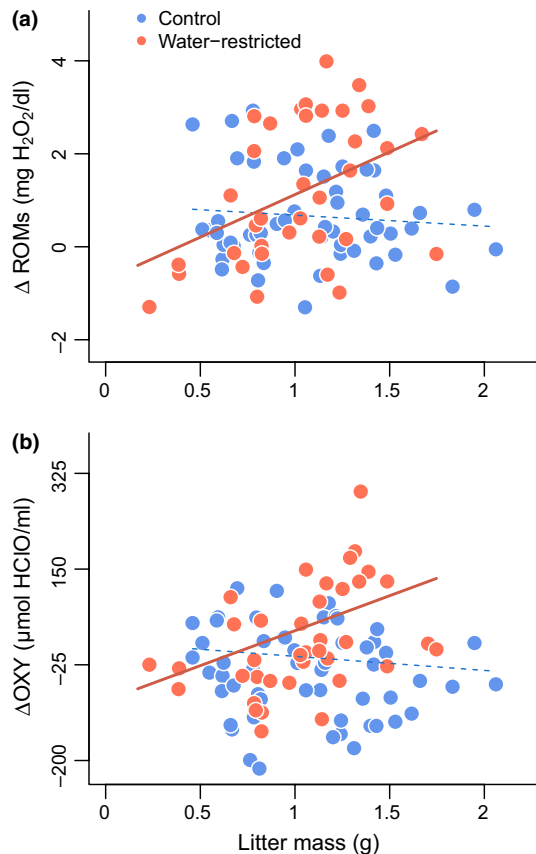 (a)
Control
Water-restricted
Δ ROMs (mg H₂O₂/dl)
4
2
0
−2
0 0.5 1 1.5 2
(b)
ΔOXY (µmol HClO/ml)
325
150
−25
−200
0 0.5 1 1.5 2
Litter mass (g)